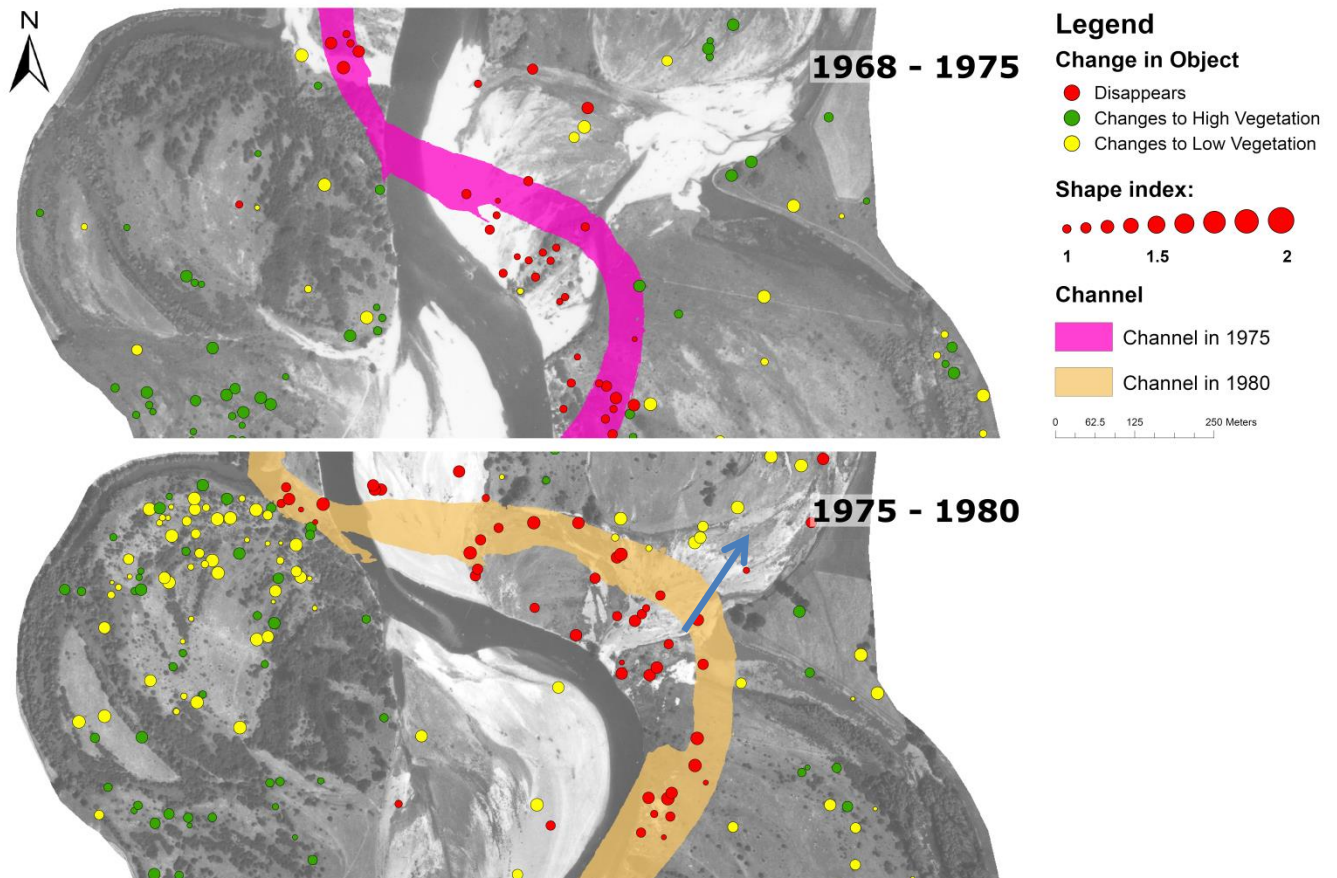 N
1968 - 1975
1975 - 1980
Legend
Change in Object
Disappears
Changes to High Vegetation
Changes to Low Vegetation
Shape index:
1 1.5 2
Channel
Channel in 1975
Channel in 1980
0 62.5 125 250 Meters